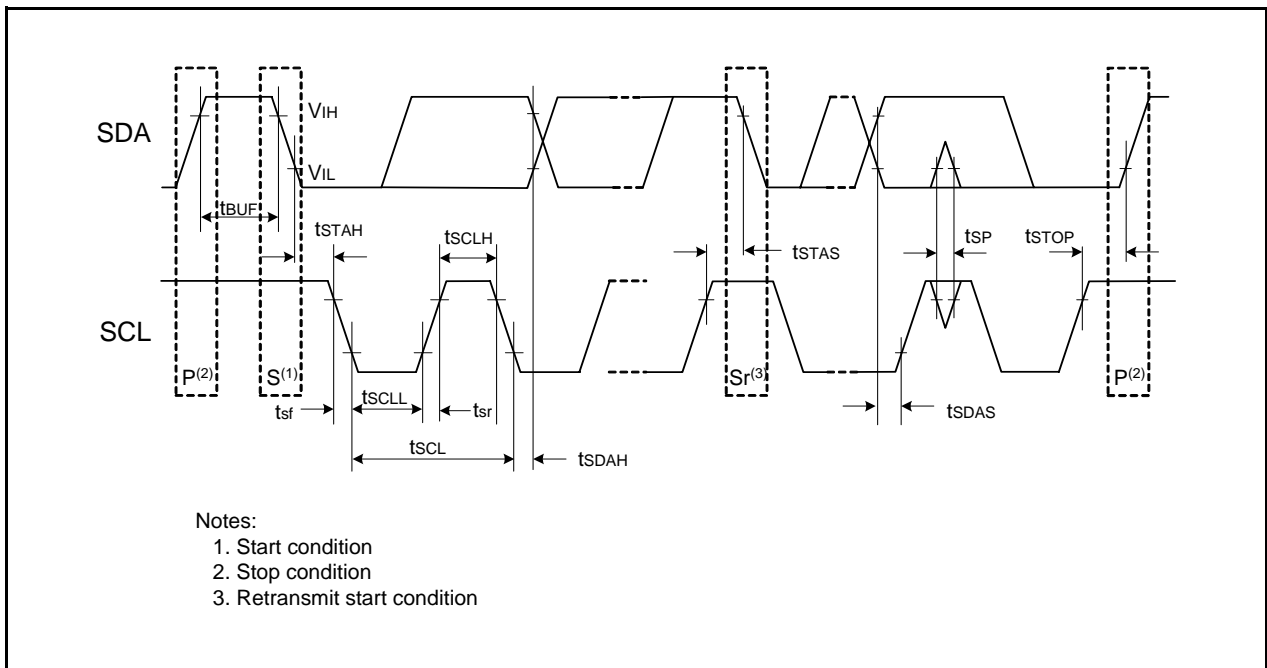 SDA
VIH
VIL
tBUF
tSTAH
tSCLH
tSTAS
tSP
tSTOP
SCL
P(2)
S(1)
Sr(3)
P(2)
tsf
tSCLL
tsr
tSDAS
tSCL
tSDAH
Notes:
1. Start condition
2. Stop condition
3. Retransmit start condition